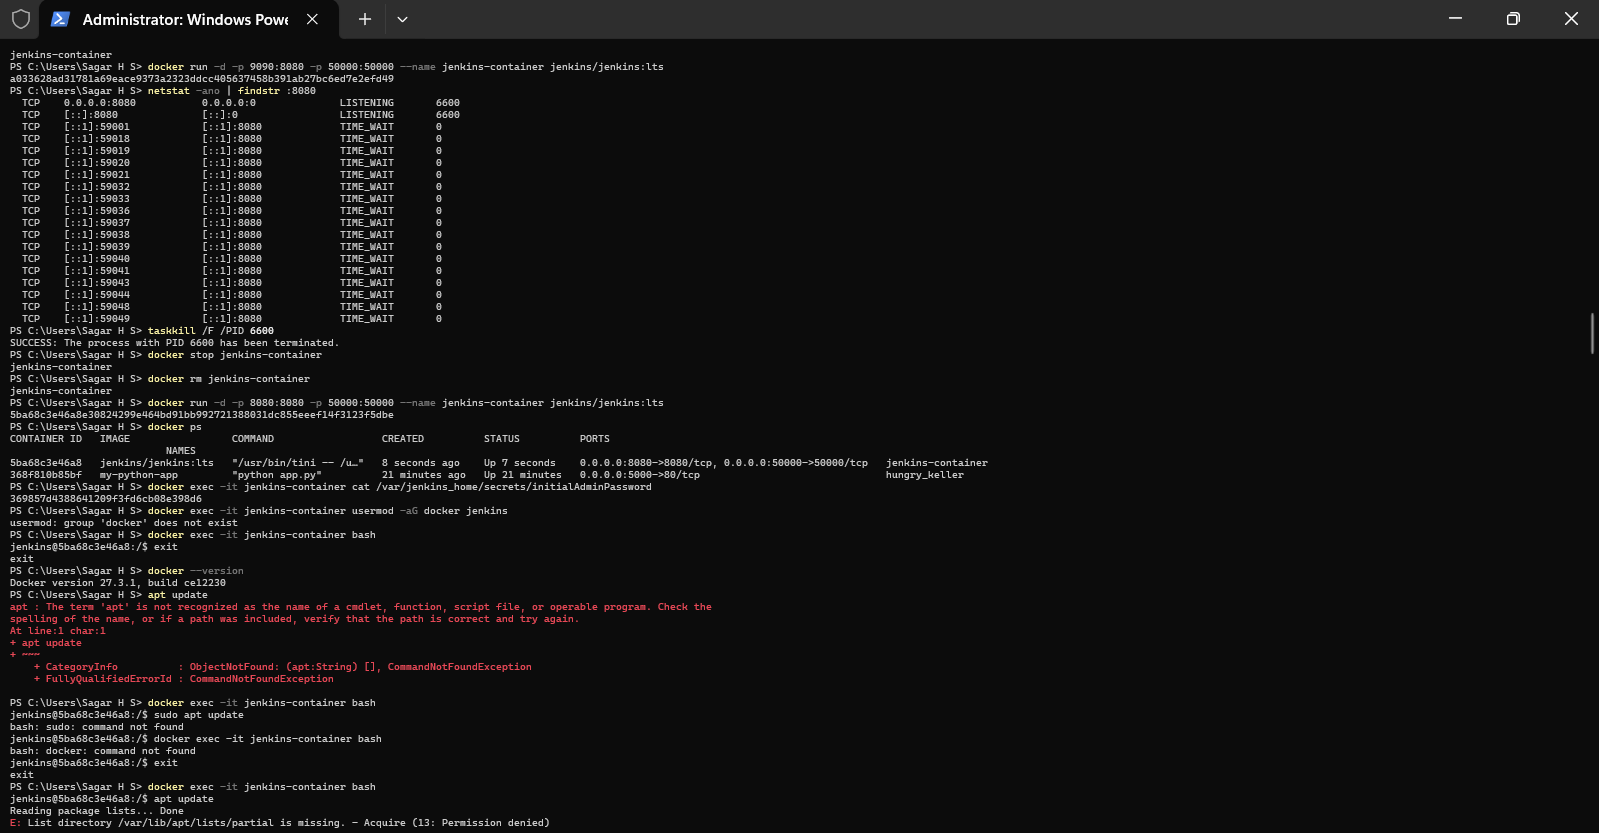 Administrator: Windows Powe
jenkins-container
PS C:\Users\Sagar H S> docker run -d -p 9090:8080 -p 50000:50000 --name jenkins-container jenkins/jenkins:lts
a033628ad31781a69eace9373a2323ddcc405637458b391ab27bc6ed7e2efd49
PS C:\Users\Sagar H S> netstat -ano | findstr :8080
  TCP    0.0.0.0:8080           0.0.0.0:0              LISTENING       6600
  TCP    [::]:8080              [::]:0                 LISTENING       6600
  TCP    [::1]:59001            [::1]:8080             TIME_WAIT       0
  TCP    [::1]:59018            [::1]:8080             TIME_WAIT       0
  TCP    [::1]:59019            [::1]:8080             TIME_WAIT       0
  TCP    [::1]:59020            [::1]:8080             TIME_WAIT       0
  TCP    [::1]:59021            [::1]:8080             TIME_WAIT       0
  TCP    [::1]:59032            [::1]:8080             TIME_WAIT       0
  TCP    [::1]:59033            [::1]:8080             TIME_WAIT       0
  TCP    [::1]:59036            [::1]:8080             TIME_WAIT       0
  TCP    [::1]:59037            [::1]:8080             TIME_WAIT       0
  TCP    [::1]:59038            [::1]:8080             TIME_WAIT       0
  TCP    [::1]:59039            [::1]:8080             TIME_WAIT       0
  TCP    [::1]:59040            [::1]:8080             TIME_WAIT       0
  TCP    [::1]:59041            [::1]:8080             TIME_WAIT       0
  TCP    [::1]:59043            [::1]:8080             TIME_WAIT       0
  TCP    [::1]:59044            [::1]:8080             TIME_WAIT       0
  TCP    [::1]:59048            [::1]:8080             TIME_WAIT       0
  TCP    [::1]:59049            [::1]:8080             TIME_WAIT       0
PS C:\Users\Sagar H S> taskkill /F /PID 6600
SUCCESS: The process with PID 6600 has been terminated.
PS C:\Users\Sagar H S> docker stop jenkins-container
jenkins-container
PS C:\Users\Sagar H S> docker rm jenkins-container
jenkins-container
PS C:\Users\Sagar H S> docker run -d -p 8080:8080 -p 50000:50000 --name jenkins-container jenkins/jenkins:lts
5ba68c3e46a8e30824299e464bd91bb992721388031dc855eeef14f3123f5dbe
PS C:\Users\Sagar H S> docker ps
CONTAINER ID   IMAGE                 COMMAND                  CREATED          STATUS          PORTS
                          NAMES
5ba68c3e46a8   jenkins/jenkins:lts   "/usr/bin/tini -- /u…"   8 seconds ago    Up 7 seconds    0.0.0.0:8080->8080/tcp, 0.0.0.0:50000->50000/tcp   jenkins-container
368f810b85bf   my-python-app         "python app.py"          21 minutes ago   Up 21 minutes   0.0.0.0:5000->80/tcp                               hungry_keller
PS C:\Users\Sagar H S> docker exec -it jenkins-container cat /var/jenkins_home/secrets/initialAdminPassword
369857d4388641209f3fd6cb08e398d6
PS C:\Users\Sagar H S> docker exec -it jenkins-container usermod -aG docker jenkins
usermod: group 'docker' does not exist
PS C:\Users\Sagar H S> docker exec -it jenkins-container bash
jenkins@5ba68c3e46a8:/$ exit
exit
PS C:\Users\Sagar H S> docker --version
Docker version 27.3.1, build ce12230
PS C:\Users\Sagar H S> apt update
apt : The term 'apt' is not recognized as the name of a cmdlet, function, script file, or operable program. Check the
spelling of the name, or if a path was included, verify that the path is correct and try again.
At line:1 char:1
+ apt update
+ ~~~
    + CategoryInfo          : ObjectNotFound: (apt:String) [], CommandNotFoundException
    + FullyQualifiedErrorId : CommandNotFoundException
PS C:\Users\Sagar H S> docker exec -it jenkins-container bash
jenkins@5ba68c3e46a8:/$ sudo apt update
bash: sudo: command not found
jenkins@5ba68c3e46a8:/$ docker exec -it jenkins-container bash
bash: docker: command not found
jenkins@5ba68c3e46a8:/$ exit
exit
PS C:\Users\Sagar H S> docker exec -it jenkins-container bash
jenkins@5ba68c3e46a8:/$ apt update
Reading package lists... Done
E: List directory /var/lib/apt/lists/partial is missing. - Acquire (13: Permission denied)